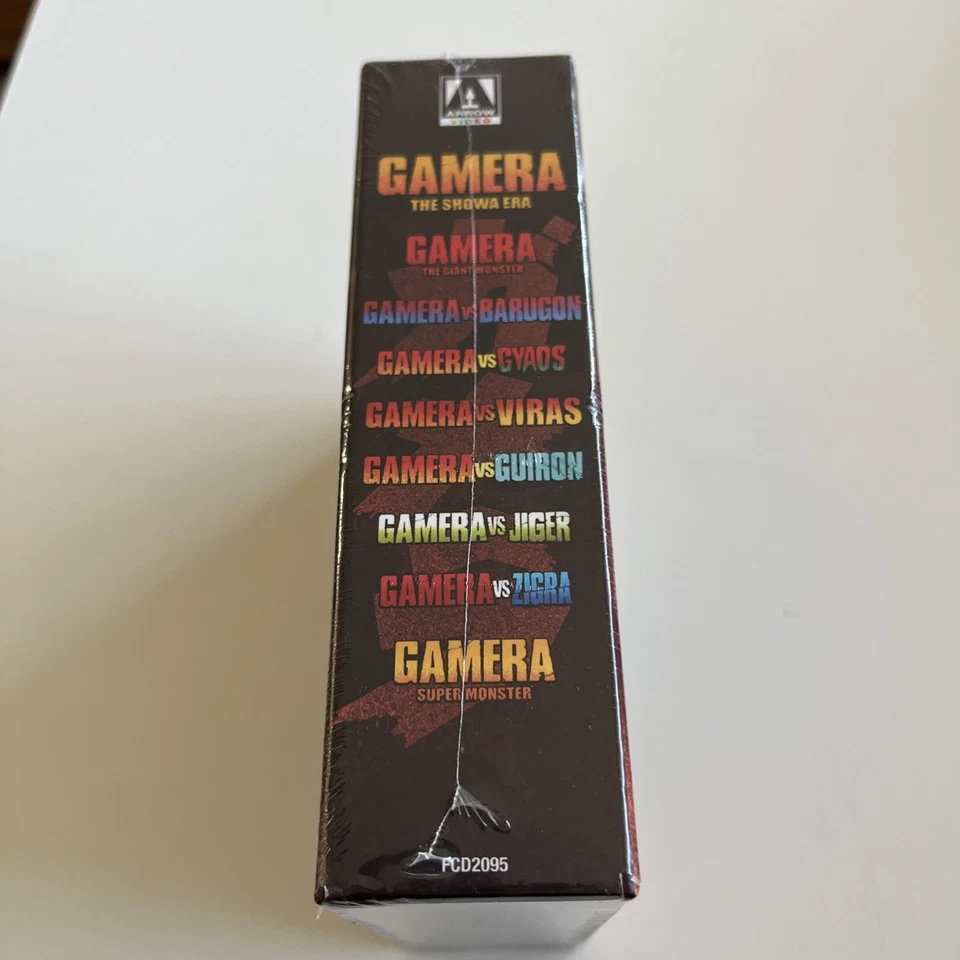 ARROW
VIDEO
GAMERA
THE SHOWA ERA
GAMERA
THE GIANT MONSTER
GAMERA vs BARUGON
GAMERA vs GYAOS
GAMERA vs VIRAS
GAMERA vs GUIRON
GAMERA vs JIGER
GAMERA vs ZIGRA
GAMERA
SUPER MONSTER
FCD2095